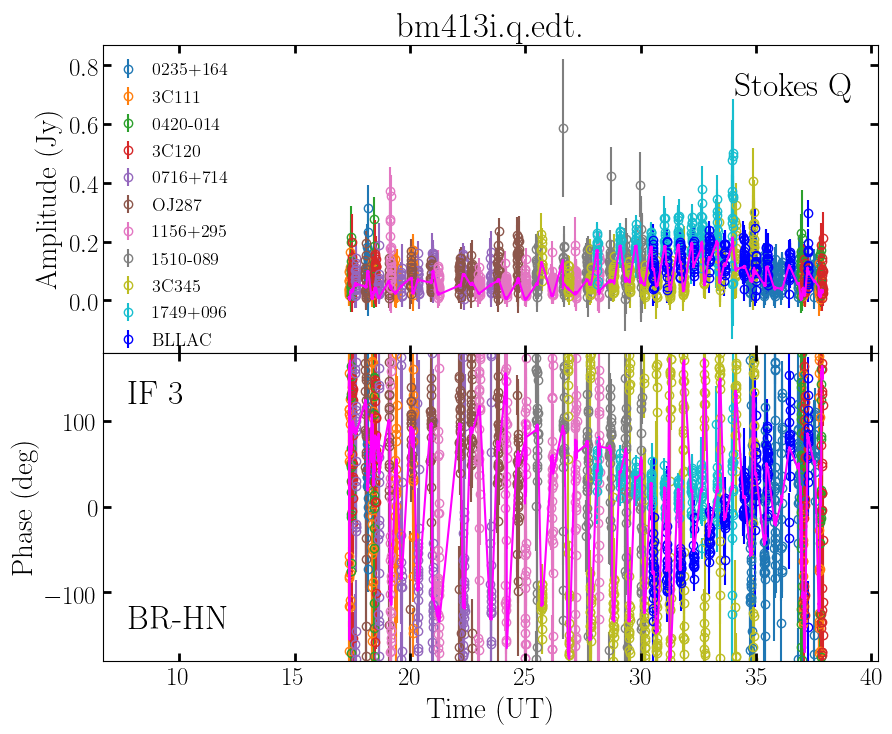 bm413i.q.edt.
Stokes Q
0235+164
3C111
0420-014
3C120
0716+714
OJ287
1156+295
1510-089
3C345
1749+096
BLLAC
Amplitude (Jy)
0.8
0.6
0.4
0.2
0.0
IF 3
BR-HN
Phase (deg)
100
0
−100
10 15 20 25 30 35 40
Time (UT)